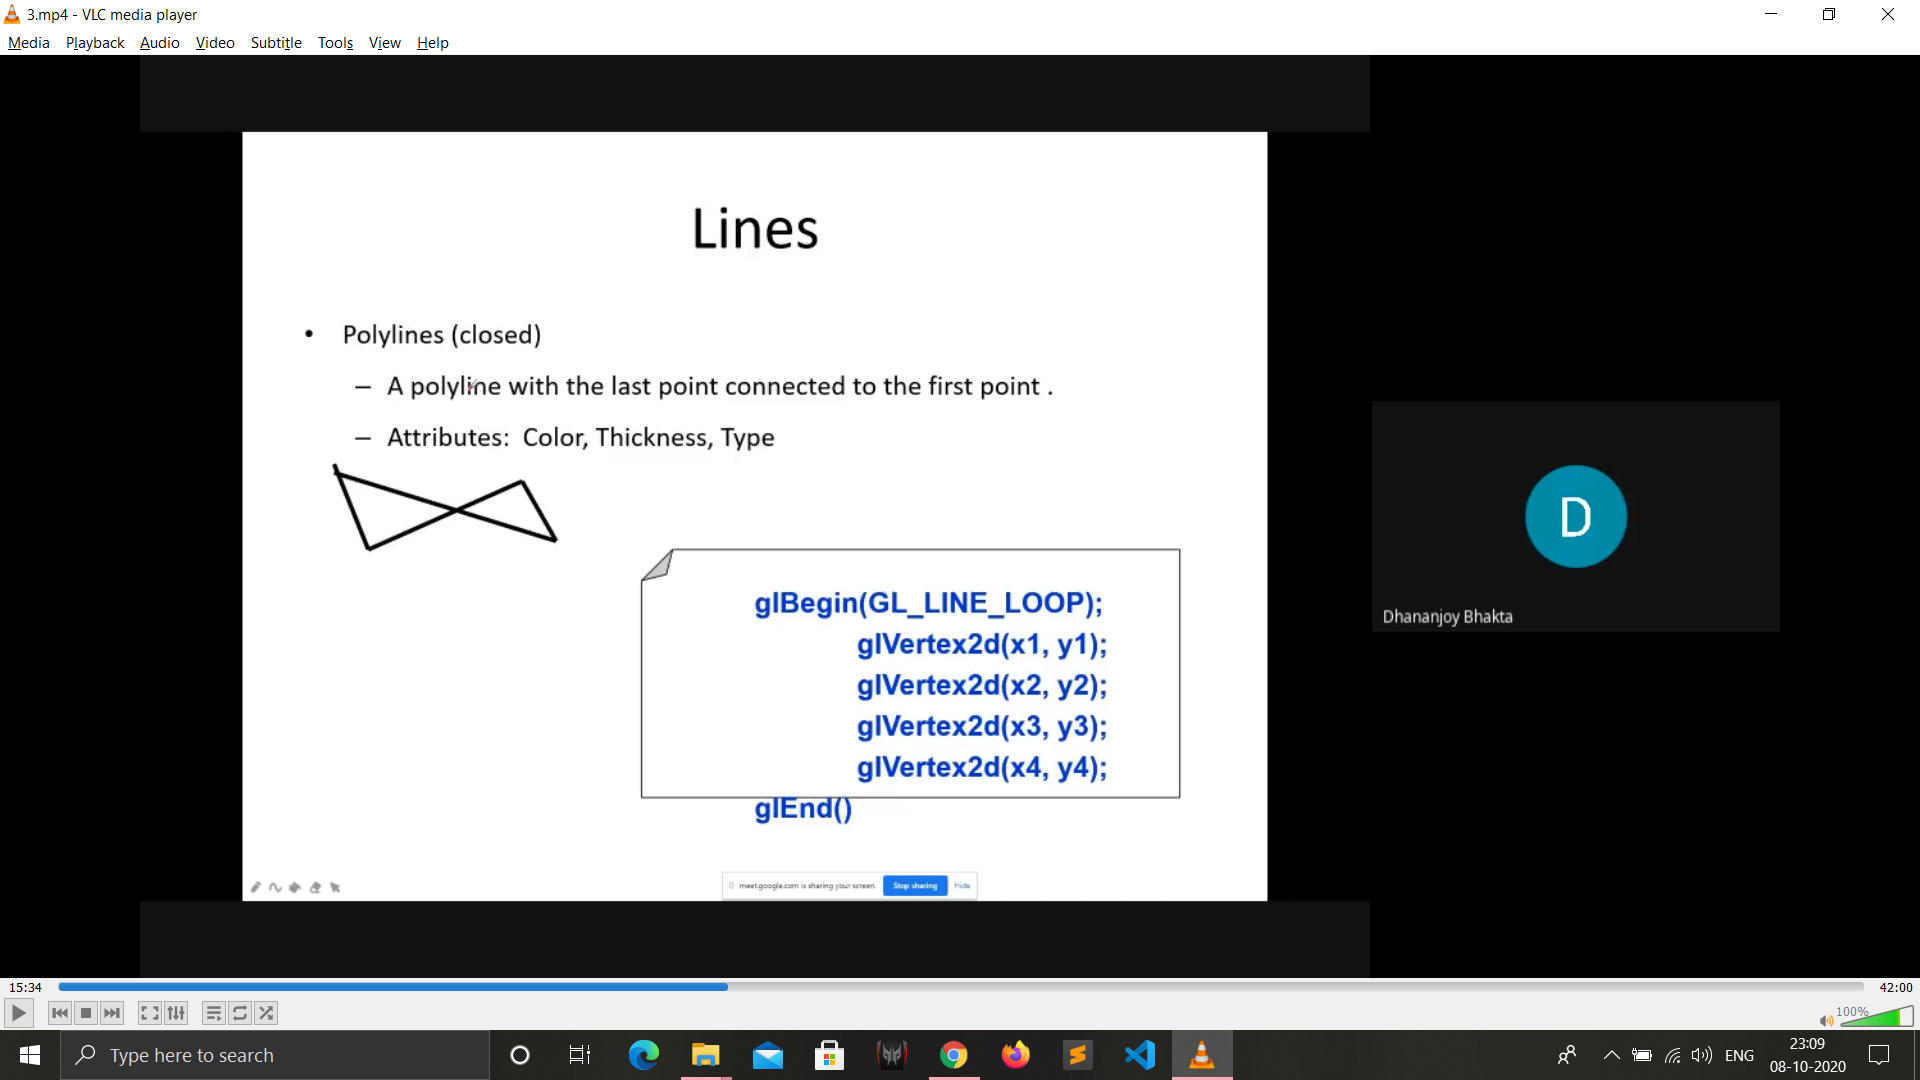 3.mp4 - VLC media player
Media Playback Audio Video Subtitle Tools View Help
Lines
• Polylines (closed)
– A polyline with the last point connected to the first point .
– Attributes: Color, Thickness, Type
glBegin(GL_LINE_LOOP);
glVertex2d(x1, y1);
glVertex2d(x2, y2);
glVertex2d(x3, y3);
glVertex2d(x4, y4);
glEnd()
meet.google.com is sharing your screen.
Stop sharing
Hide
D
Dhananjoy Bhakta
15:34
42:00
100%
Type here to search
ENG
23:09
08-10-2020